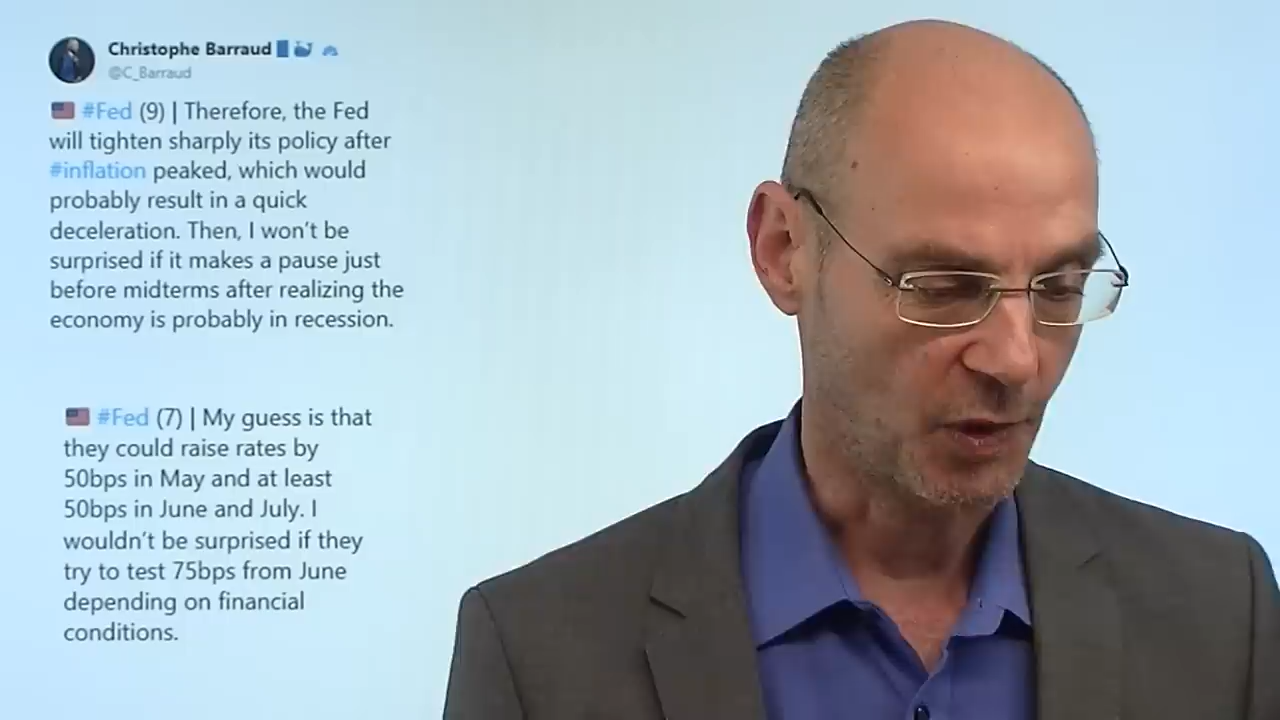 Christophe Barraud
@C_Barraud
#Fed (9) | Therefore, the Fed
will tighten sharply its policy after
#inflation peaked, which would
probably result in a quick
deceleration. Then, I won't be
surprised if it makes a pause just
before midterms after realizing the
economy is probably in recession.
#Fed (7) | My guess is that
they could raise rates by
50bps in May and at least
50bps in June and July. I
wouldn't be surprised if they
try to test 75bps from June
depending on financial
conditions.